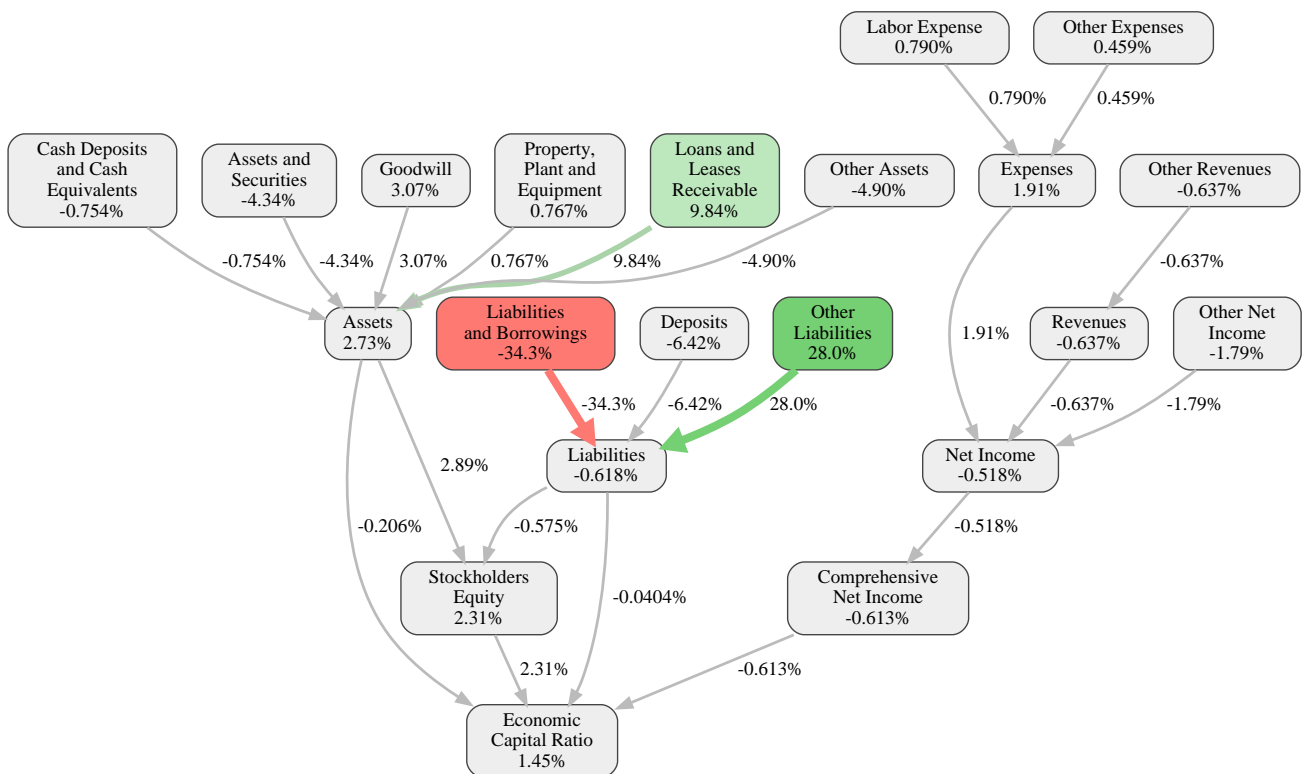 Labor Expense
0.790%
Other Expenses
0.459%
0.790%
0.459%
Cash Deposits
and Cash
Equivalents
-0.754%
Assets and
Securities
-4.34%
Goodwill
3.07%
Property,
Plant and
Equipment
0.767%
Loans and
Leases
Receivable
9.84%
Other Assets
-4.90%
Expenses
1.91%
Other Revenues
-0.637%
-0.754%
-4.34%
3.07%
0.767%
9.84%
-4.90%
-0.637%
Assets
2.73%
Liabilities
and Borrowings
-34.3%
Deposits
-6.42%
Other
Liabilities
28.0%
1.91%
Revenues
-0.637%
Other Net
Income
-1.79%
-34.3%
-6.42%
28.0%
-0.637%
-1.79%
2.89%
Liabilities
-0.618%
Net Income
-0.518%
-0.206%
-0.575%
-0.518%
Stockholders
Equity
2.31%
-0.0404%
Comprehensive
Net Income
-0.613%
2.31%
-0.613%
Economic
Capital Ratio
1.45%